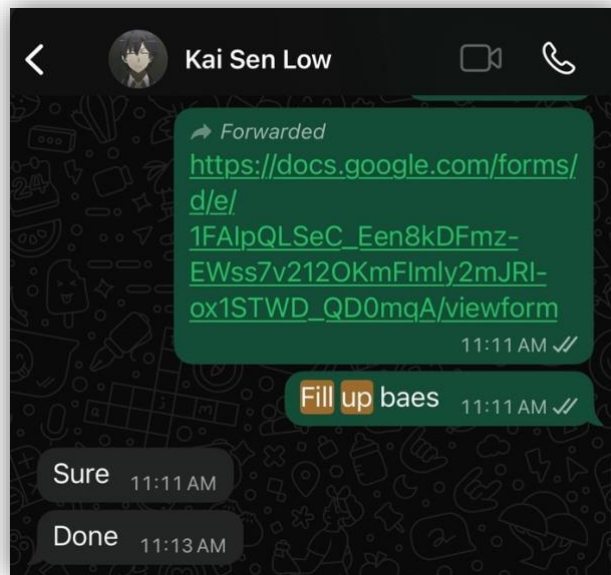 Kai Sen Low
Forwarded
https://docs.google.com/forms/
d/e/
1FAIpQLSeC_Een8kDFmz-
EWss7v212OKmFlmly2mJRI-
ox1STWD_QD0mqA/viewform
11:11 AM
Fill up baes 11:11 AM
Sure 11:11 AM
Done 11:13 AM